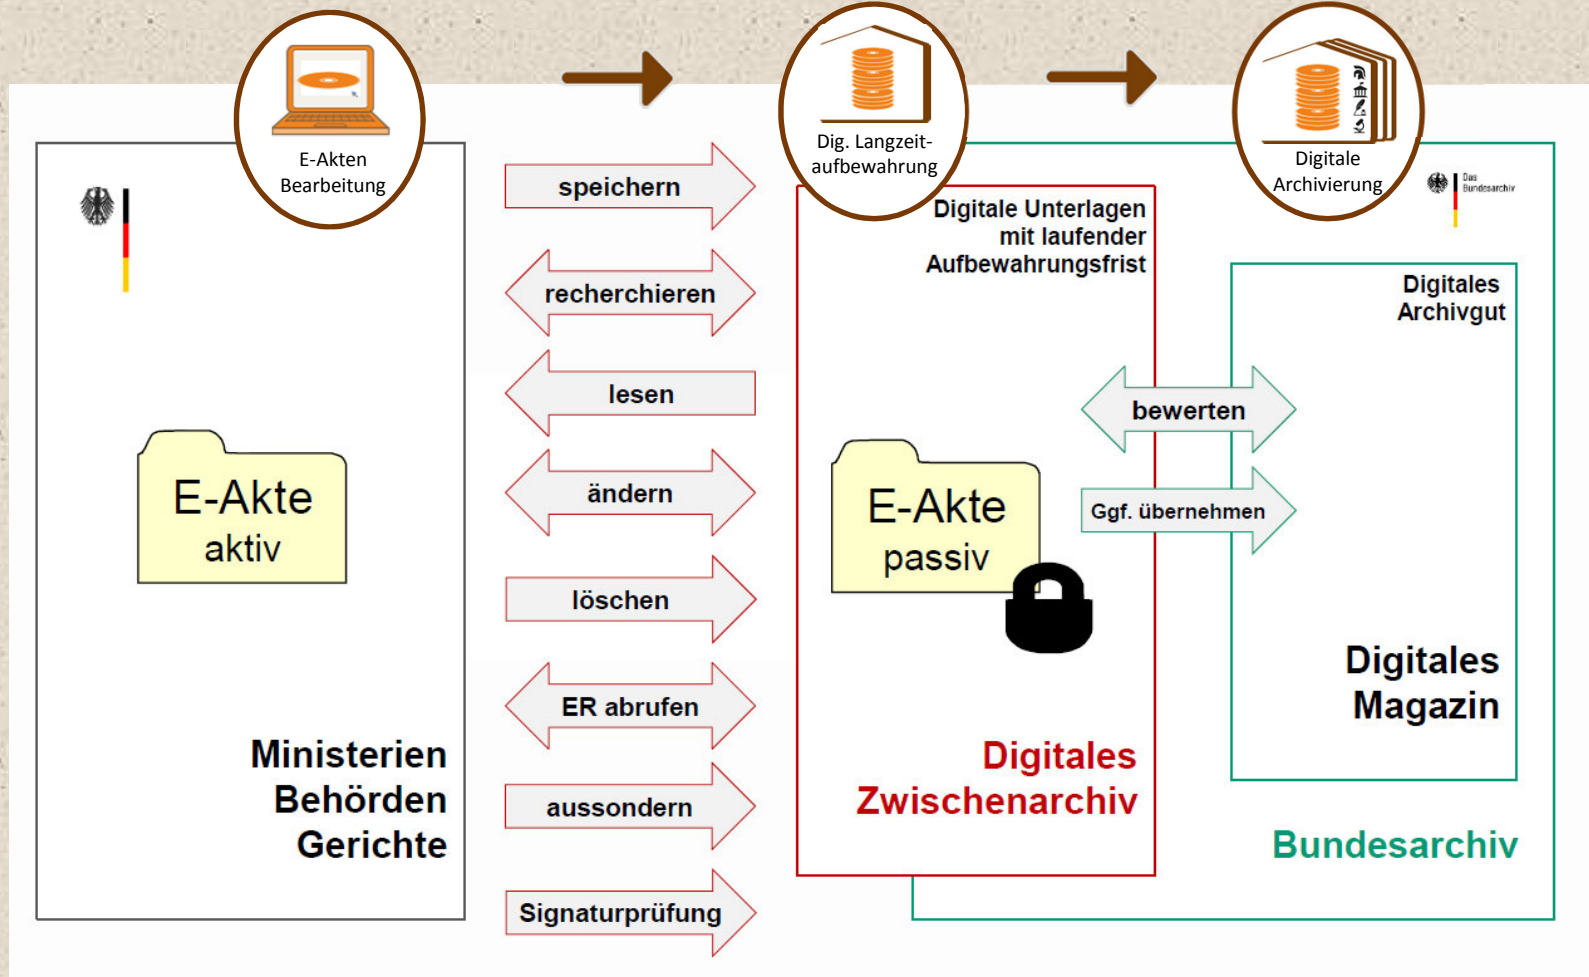 E-Akten
Bearbeitung
Dig. Langzeit-
aufbewahrung
Digitale
Archivierung
E-Akte
aktiv
Ministerien
Behörden
Gerichte
speichern
recherchieren
lesen
ändern
löschen
ER abrufen
aussondern
Signaturprüfung
Digitale Unterlagen
mit laufender
Aufbewahrungsfrist
E-Akte
passiv
Digitales
Zwischenarchiv
bewerten
Ggf. übernehmen
Das
Bundesarchiv
Digitales
Archivgut
Digitales
Magazin
Bundesarchiv